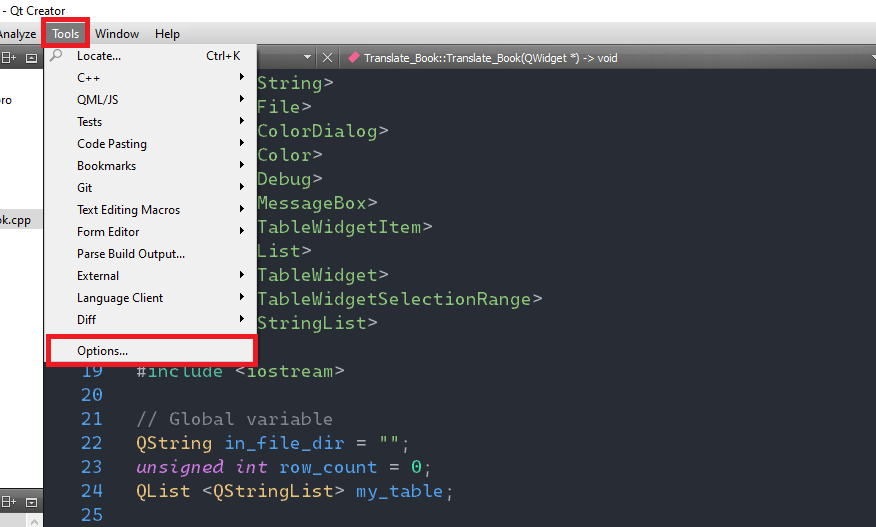 - Qt Creator
Analyze Tools Window Help
Translate_Book::Translate_Book(QWidget *) -> void
Locate... Ctrl+K
C++
QML/JS
Tests
Code Pasting
Bookmarks
Git
Text Editing Macros
Form Editor
Parse Build Output...
External
Language Client
Diff
Options...
ro
ok.cpp
String>
File>
ColorDialog>
Color>
Debug>
MessageBox>
TableWidgetItem>
List>
TableWidget>
TableWidgetSelectionRange>
StringList>
19 #include <iostream>
20
21 // Global variable
22 QString in_file_dir = "";
23 unsigned int row_count = 0;
24 QList <QStringList> my_table;
25